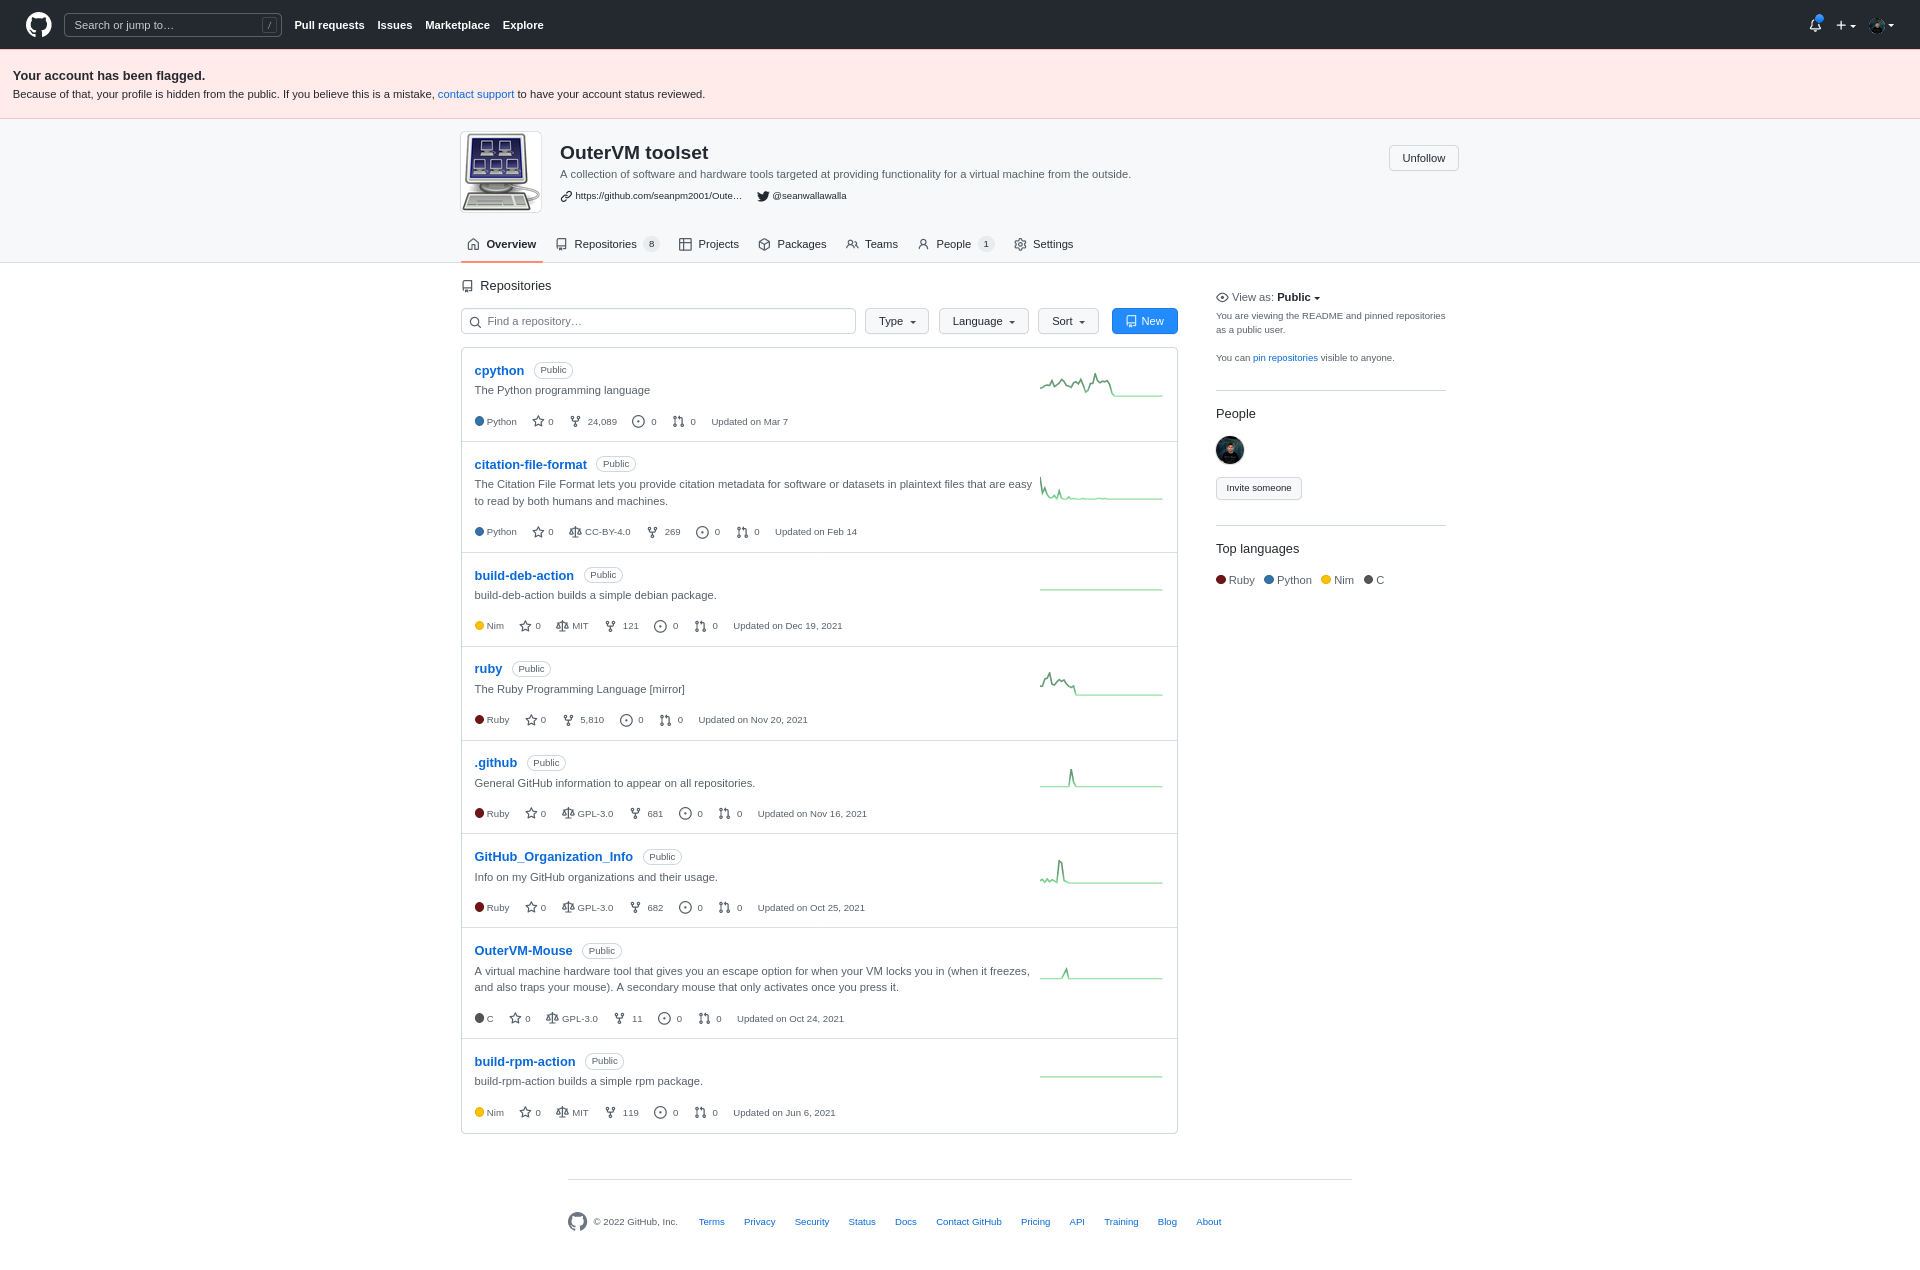 Search or jump to… /
Pull requests Issues Marketplace Explore
Your account has been flagged.
Because of that, your profile is hidden from the public. If you believe this is a mistake, contact support to have your account status reviewed.
OuterVM toolset
A collection of software and hardware tools targeted at providing functionality for a virtual machine from the outside.
https://github.com/seanpm2001/Oute… @seanwallawalla
Unfollow
Overview Repositories 8 Projects Packages Teams People 1 Settings
Repositories
Find a repository… Type Language Sort New
cpython Public
The Python programming language
Python 0 24,089 0 0 Updated on Mar 7
citation-file-format Public
The Citation File Format lets you provide citation metadata for software or datasets in plaintext files that are easy
to read by both humans and machines.
Python 0 CC-BY-4.0 269 0 0 Updated on Feb 14
build-deb-action Public
build-deb-action builds a simple debian package.
Nim 0 MIT 121 0 0 Updated on Dec 19, 2021
ruby Public
The Ruby Programming Language [mirror]
Ruby 0 5,810 0 0 Updated on Nov 20, 2021
.github Public
General GitHub information to appear on all repositories.
Ruby 0 GPL-3.0 681 0 0 Updated on Nov 16, 2021
GitHub_Organization_Info Public
Info on my GitHub organizations and their usage.
Ruby 0 GPL-3.0 682 0 0 Updated on Oct 25, 2021
OuterVM-Mouse Public
A virtual machine hardware tool that gives you an escape option for when your VM locks you in (when it freezes,
and also traps your mouse). A secondary mouse that only activates once you press it.
C 0 GPL-3.0 11 0 0 Updated on Oct 24, 2021
build-rpm-action Public
build-rpm-action builds a simple rpm package.
Nim 0 MIT 119 0 0 Updated on Jun 6, 2021
View as: Public
You are viewing the README and pinned repositories
as a public user.
You can pin repositories visible to anyone.
People
Invite someone
Top languages
Ruby Python Nim C
© 2022 GitHub, Inc. Terms Privacy Security Status Docs Contact GitHub Pricing API Training Blog About